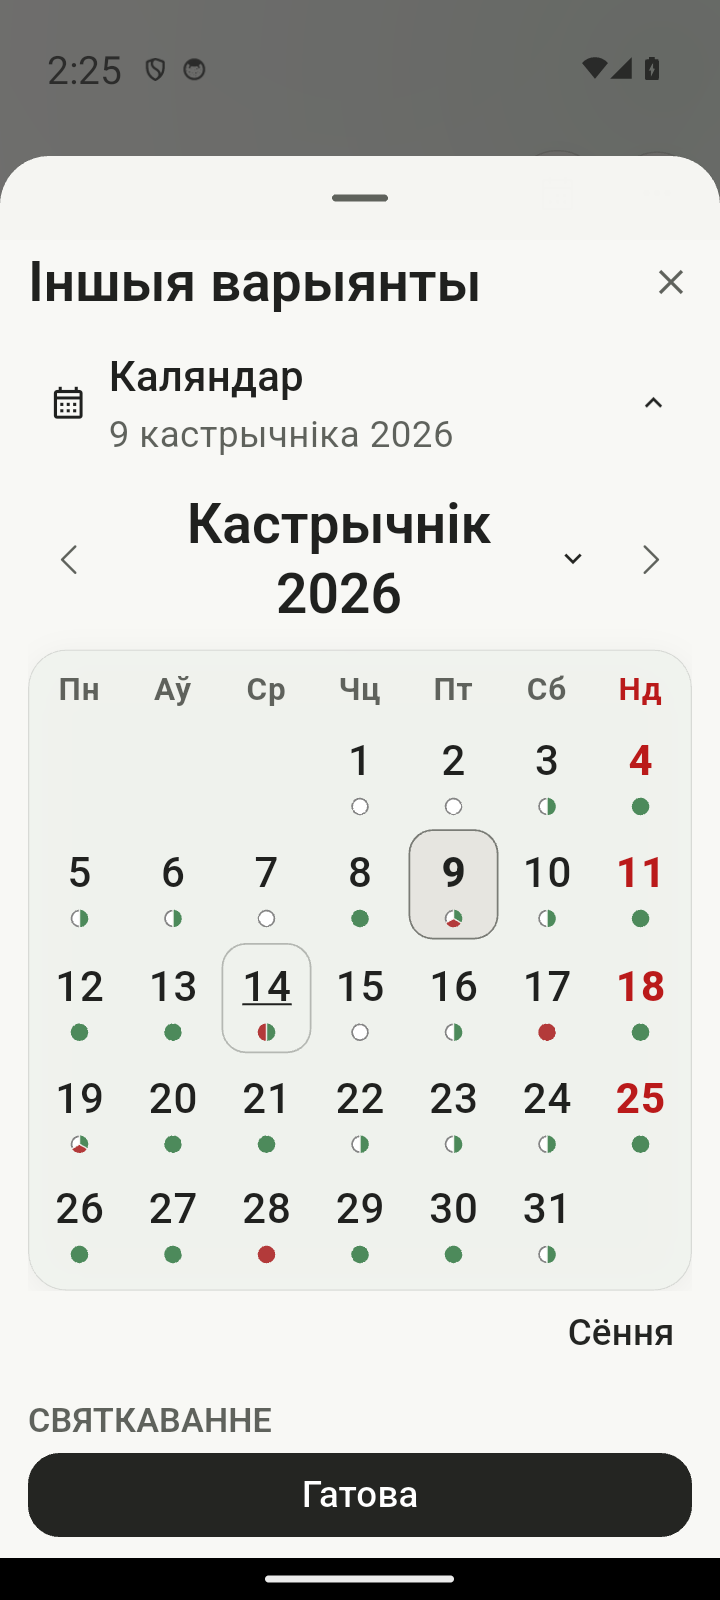 2:25
Іншыя варыянты
Каляндар
9 кастрычніка 2026
Кастрычнік
2026
Пн Аў Ср Чц Пт Сб Нд
1 2 3 4
5 6 7 8 9 10 11
12 13 14 15 16 17 18
19 20 21 22 23 24 25
26 27 28 29 30 31
Сёння
СВЯТКАВАННЕ
Гатова